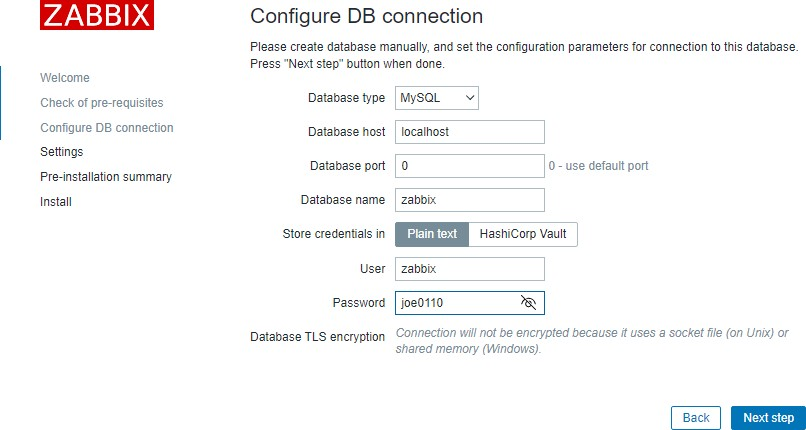 ZABBIX
Configure DB connection
Please create database manually, and set the configuration parameters for connection to this database.
Press "Next step" button when done.
Welcome
Check of pre-requisites
Configure DB connection
Settings
Pre-installation summary
Install
Database type MySQL
Database host localhost
Database port 0 0 - use default port
Database name zabbix
Store credentials in Plain text HashiCorp Vault
User zabbix
Password joe0110
Database TLS encryption Connection will not be encrypted because it uses a socket file (on Unix) or
shared memory (Windows).
Back Next step